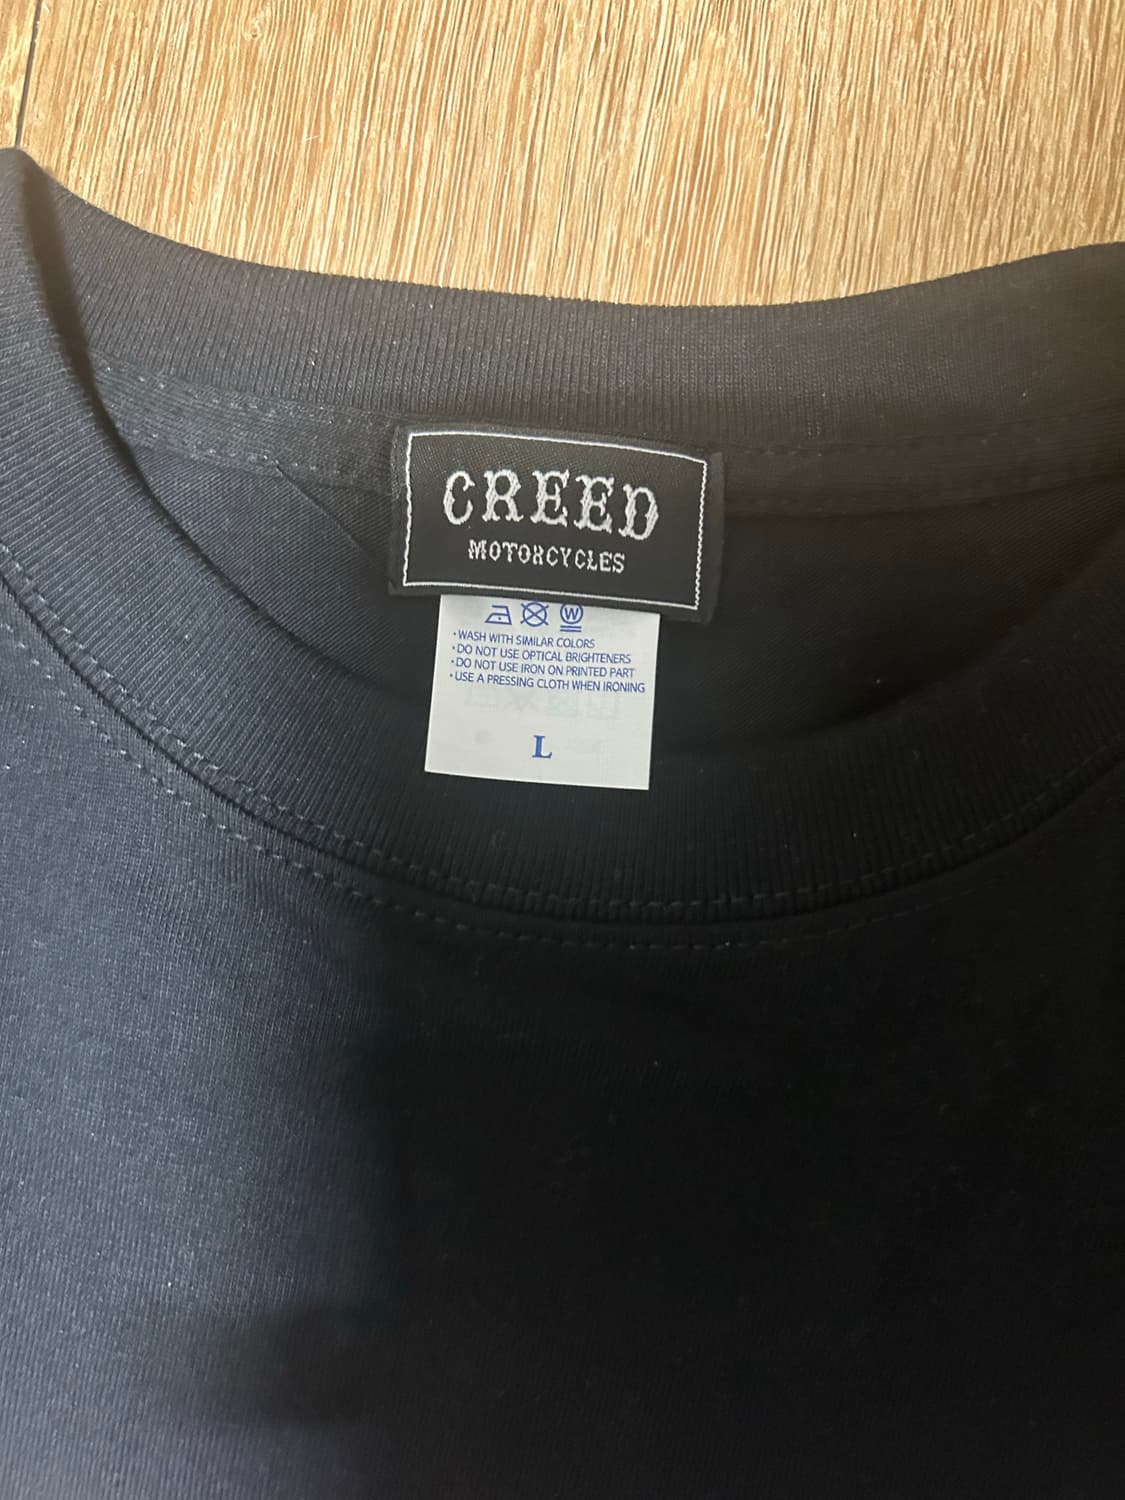 CREED
MOTORCYCLES
W
• WASH WITH SIMILAR COLORS
• DO NOT USE OPTICAL BRIGHTENERS
• DO NOT USE IRON ON PRINTED PART
• USE A PRESSING CLOTH WHEN IRONING
L